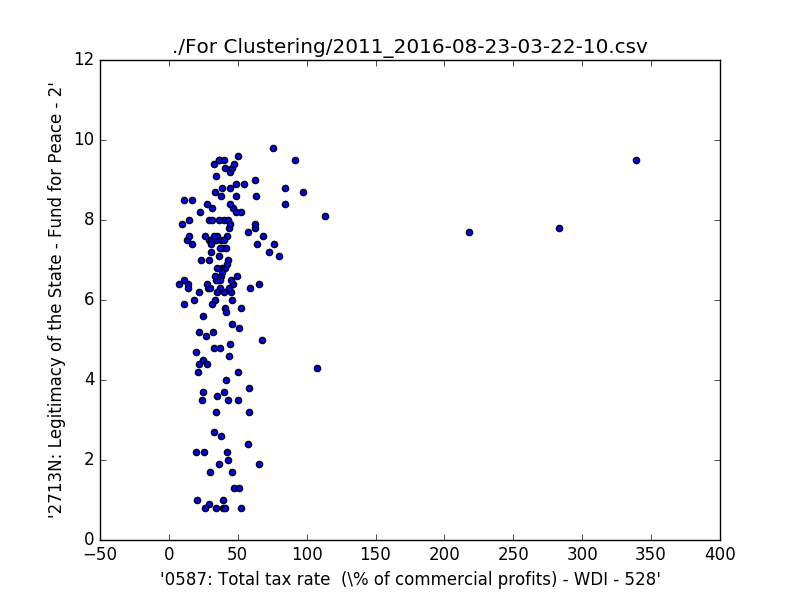 ./For Clustering/2011_2016-08-23-03-22-10.csv
'2713N: Legitimacy of the State - Fund for Peace - 2'
12
10
8
6
4
2
0
−50 0 50 100 150 200 250 300 350 400
'0587: Total tax rate  (\% of commercial profits) - WDI - 528'